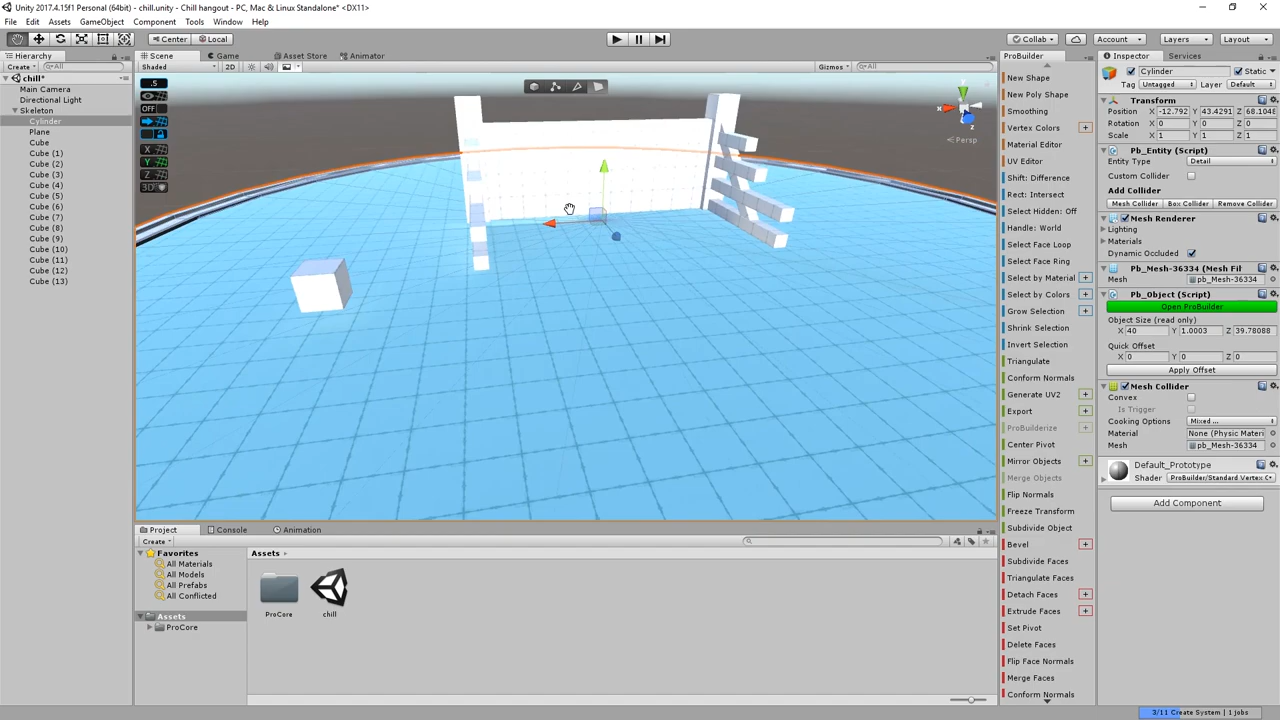 Unity 2017.4.15f1 Personal (64bit) - chill.unity - Chill hangout - PC, Mac & Linux Standalone* <DX11>
File Edit Assets GameObject Component Tools Window Help
Center Local Collab Account Layers Layout
Hierarchy Scene Game Asset Store Animator ProBuilder Inspector Services
Create All Shaded 2D Gizmos All
chill*
Main Camera
Directional Light
Skeleton
Cylinder
Plane
Cube
Cube (1)
Cube (2)
Cube (3)
Cube (4)
Cube (5)
Cube (6)
Cube (7)
Cube (8)
Cube (9)
Cube (10)
Cube (11)
Cube (12)
Cube (13)
.5
OFF
X
Y
Z
3D
y
x
Persp
New Shape
New Poly Shape
Smoothing
Vertex Colors +
Material Editor
UV Editor
Shift: Difference
Rect: Intersect
Select Hidden: Off
Handle: World
Select Face Loop
Select Face Ring
Select by Material +
Select by Colors +
Grow Selection +
Shrink Selection
Invert Selection
Triangulate
Conform Normals
Generate UV2 +
Export +
ProBuilderize +
Center Pivot
Mirror Objects +
Merge Objects
Flip Normals
Freeze Transform
Subdivide Object
Bevel +
Subdivide Faces
Triangulate Faces
Detach Faces +
Extrude Faces +
Set Pivot
Delete Faces
Flip Face Normals
Merge Faces
Conform Normals
Cylinder Static
Tag Untagged Layer Default
Transform
Position X -12.792 Y 43.4291 Z 68.1048
Rotation X 0 Y 0 Z 0
Scale X 1 Y 1 Z 1
Pb_Entity (Script)
Entity Type Detail
Custom Collider
Add Collider
Mesh Collider Box Collider Remove Collider
Mesh Renderer
Lighting
Materials
Dynamic Occluded
Pb_Mesh-36334 (Mesh Fil
Mesh pb_Mesh-36334
Pb_Object (Script)
Open ProBuilder
Object Size (read only)
X 40 Y 1.0003 Z 39.78088
Quick Offset
X 0 Y 0 Z 0
Apply Offset
Mesh Collider
Convex
Is Trigger
Cooking Options Mixed ...
Material None (Physic Materi
Mesh pb_Mesh-36334
Default_Prototype
Shader ProBuilder/Standard Vertex C
Add Component
Project Console Animation
Create
Favorites
All Materials
All Models
All Prefabs
All Conflicted
Assets
ProCore
Assets
ProCore chill
3/11 Create System | 1 jobs